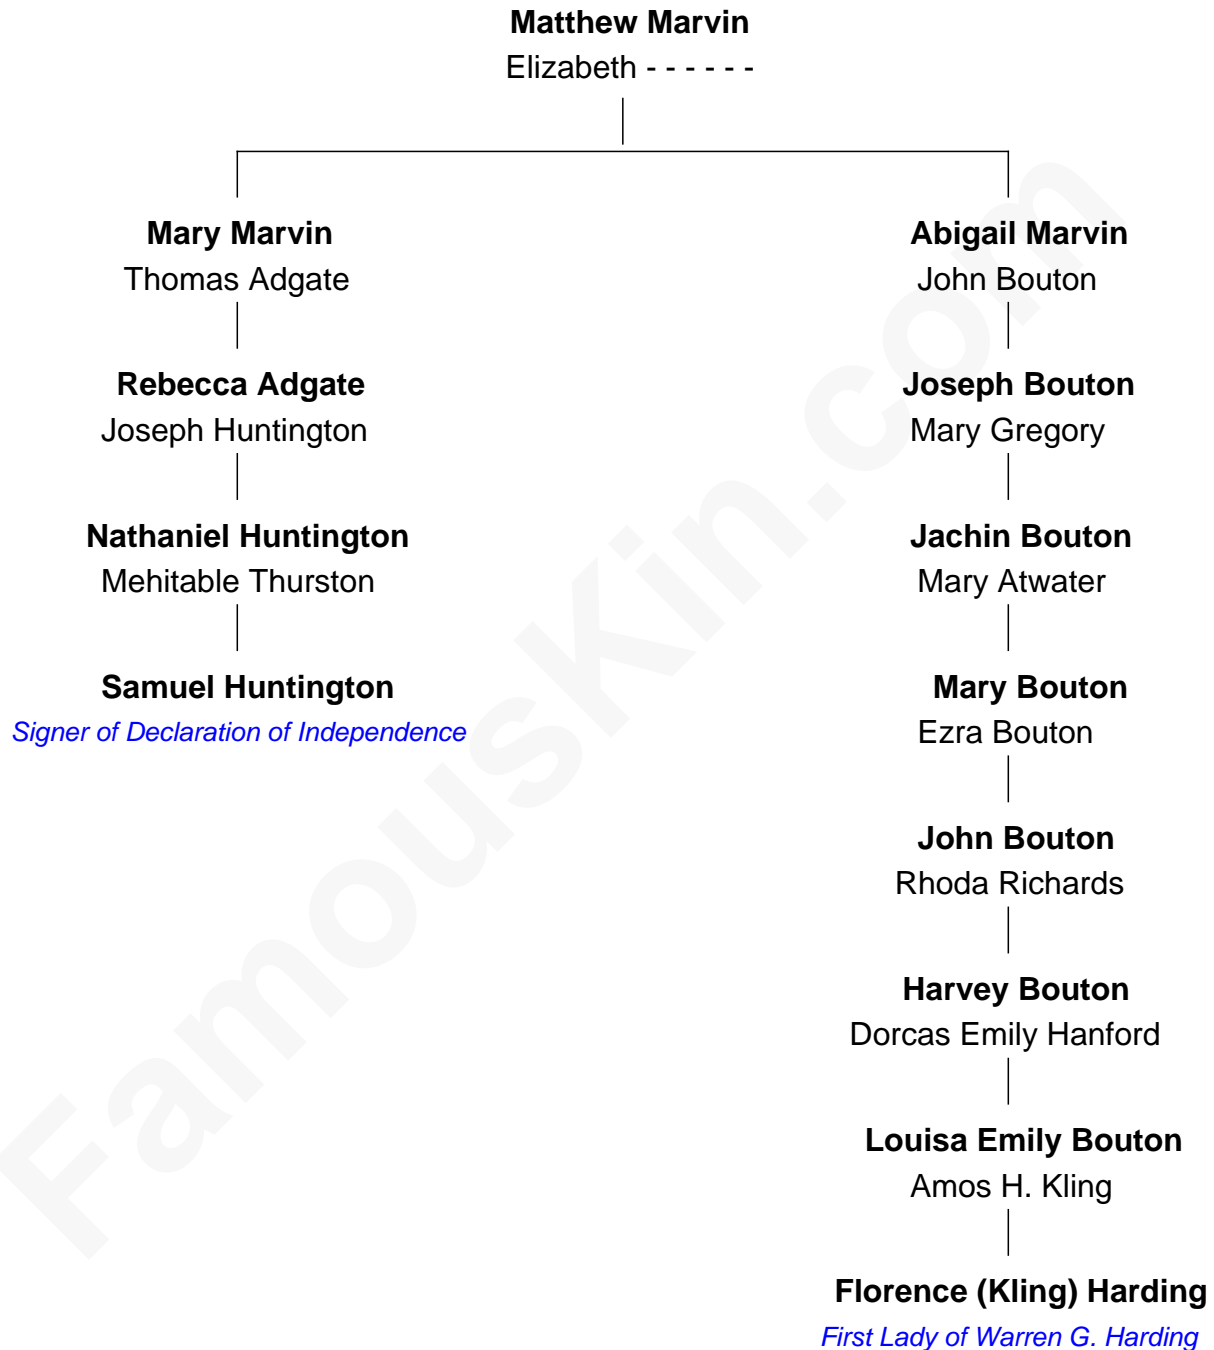 Matthew Marvin
Elizabeth - - - - - -
Mary Marvin
Thomas Adgate
Abigail Marvin
John Bouton
Rebecca Adgate
Joseph Huntington
Joseph Bouton
Mary Gregory
Nathaniel Huntington
Mehitable Thurston
Jachin Bouton
Mary Atwater
Samuel Huntington
Signer of Declaration of Independence
Mary Bouton
Ezra Bouton
John Bouton
Rhoda Richards
Harvey Bouton
Dorcas Emily Hanford
Louisa Emily Bouton
Amos H. Kling
Florence (Kling) Harding
First Lady of Warren G. Harding
FamousKin.com